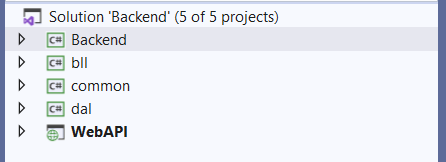 Solution 'Backend' (5 of 5 projects)
C# Backend
C# bll
C# common
C# dal
WebAPI